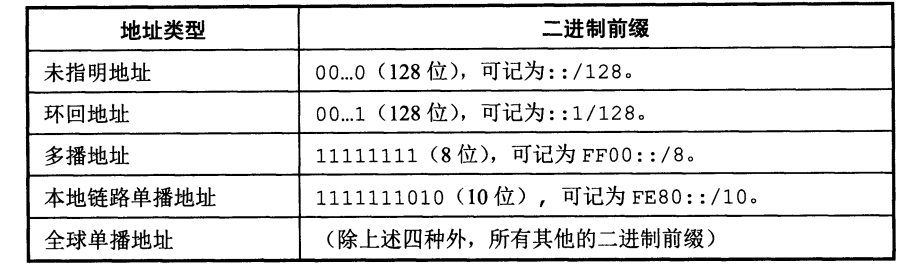 地址类型 二进制前缀
未指明地址 00…0（128 位），可记为::/128。
环回地址 00…1（128 位），可记为::1/128。
多播地址 11111111（8 位），可记为 FF00::/8。
本地链路单播地址 1111111010（10 位），可记为 FE80::/10。
全球单播地址 （除上述四种外，所有其他的二进制前缀）